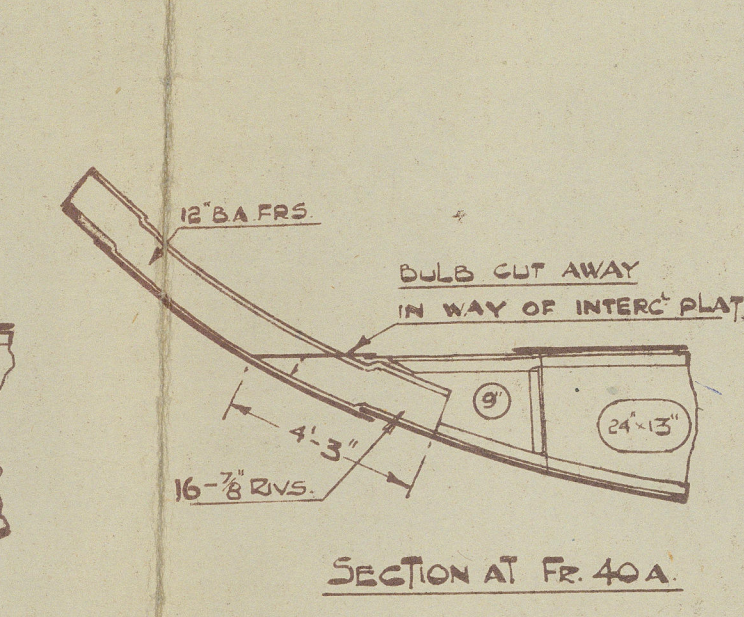 12" B.A. FRS.
BULB CUT AWAY
IN WAY OF INTERCL PLAT
9"
24" x 13"
4'-3"
16-7/8" RIVS.
SECTION AT FR. 40A.